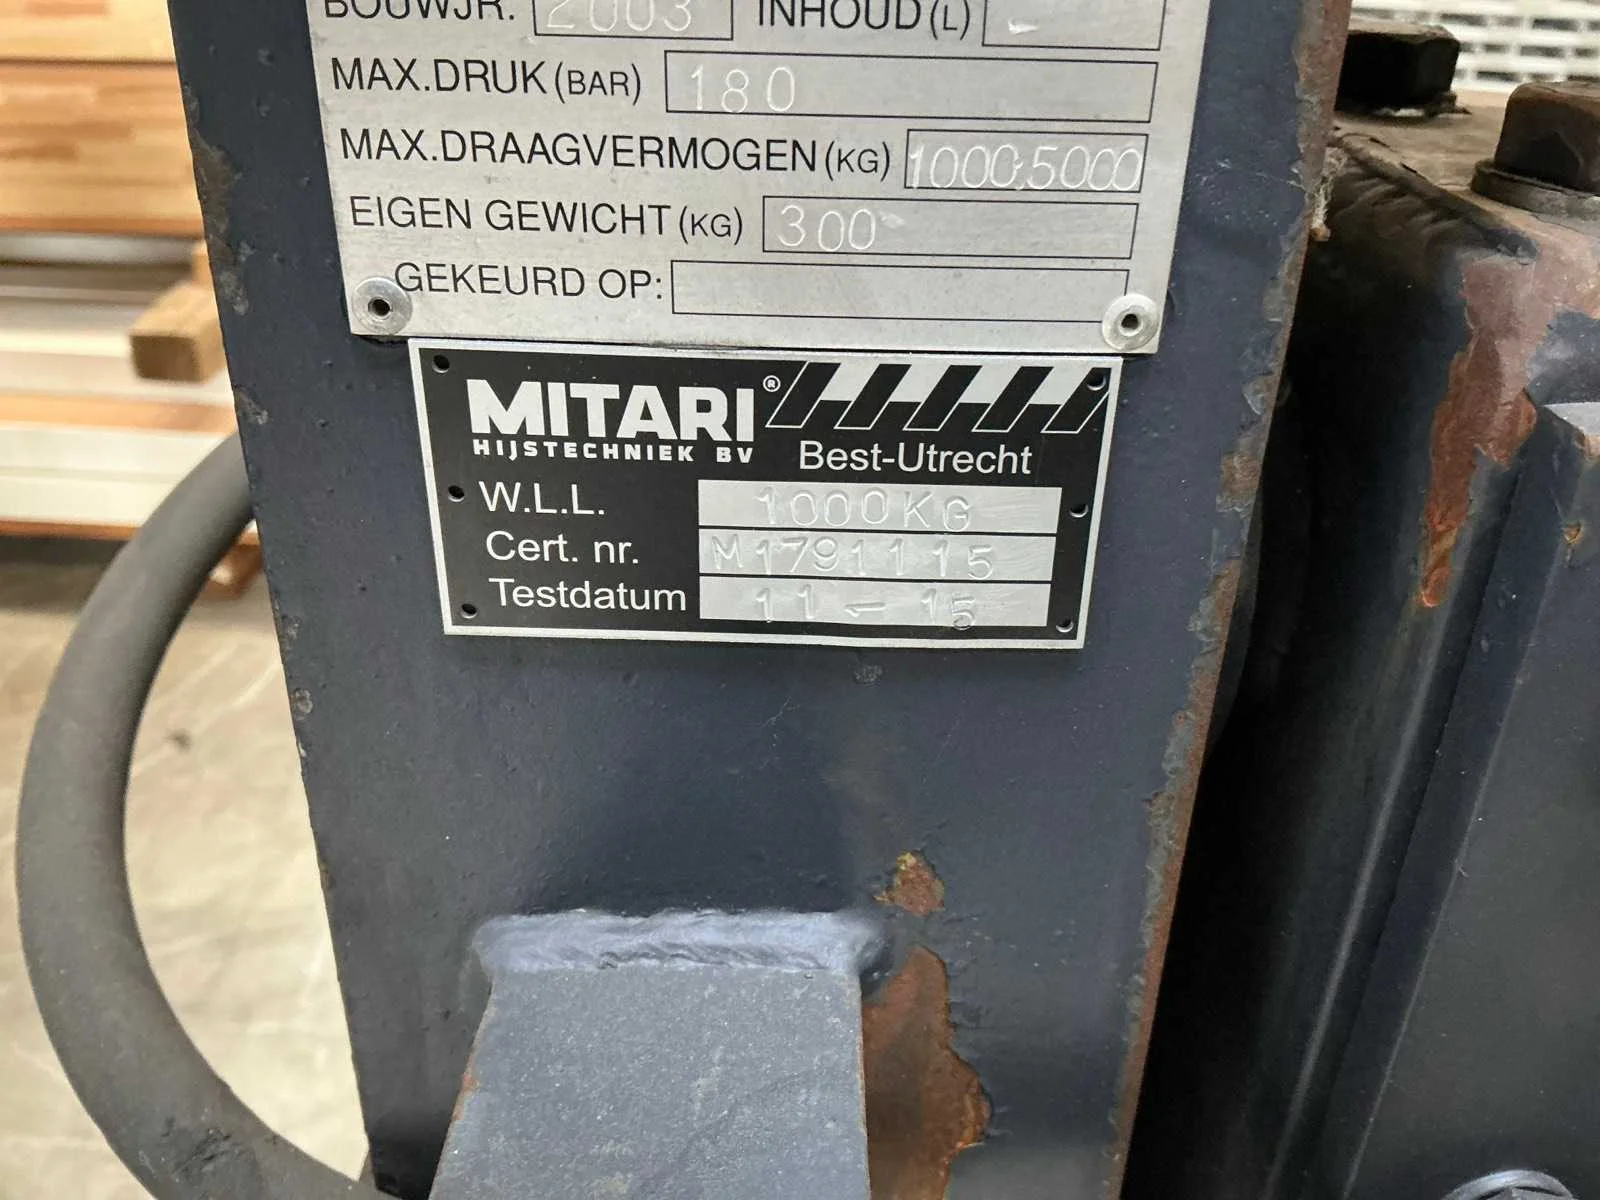 BOUWJR. 2003 INHOUD (L) -
MAX.DRUK (BAR) 180
MAX.DRAAGVERMOGEN (KG) 1000;5000
EIGEN GEWICHT (KG) 300
GEKEURD OP:
MITARI®
HIJSTECHNIEK BV Best-Utrecht
W.L.L. 1000KG
Cert. nr. M1791115
Testdatum 11-15